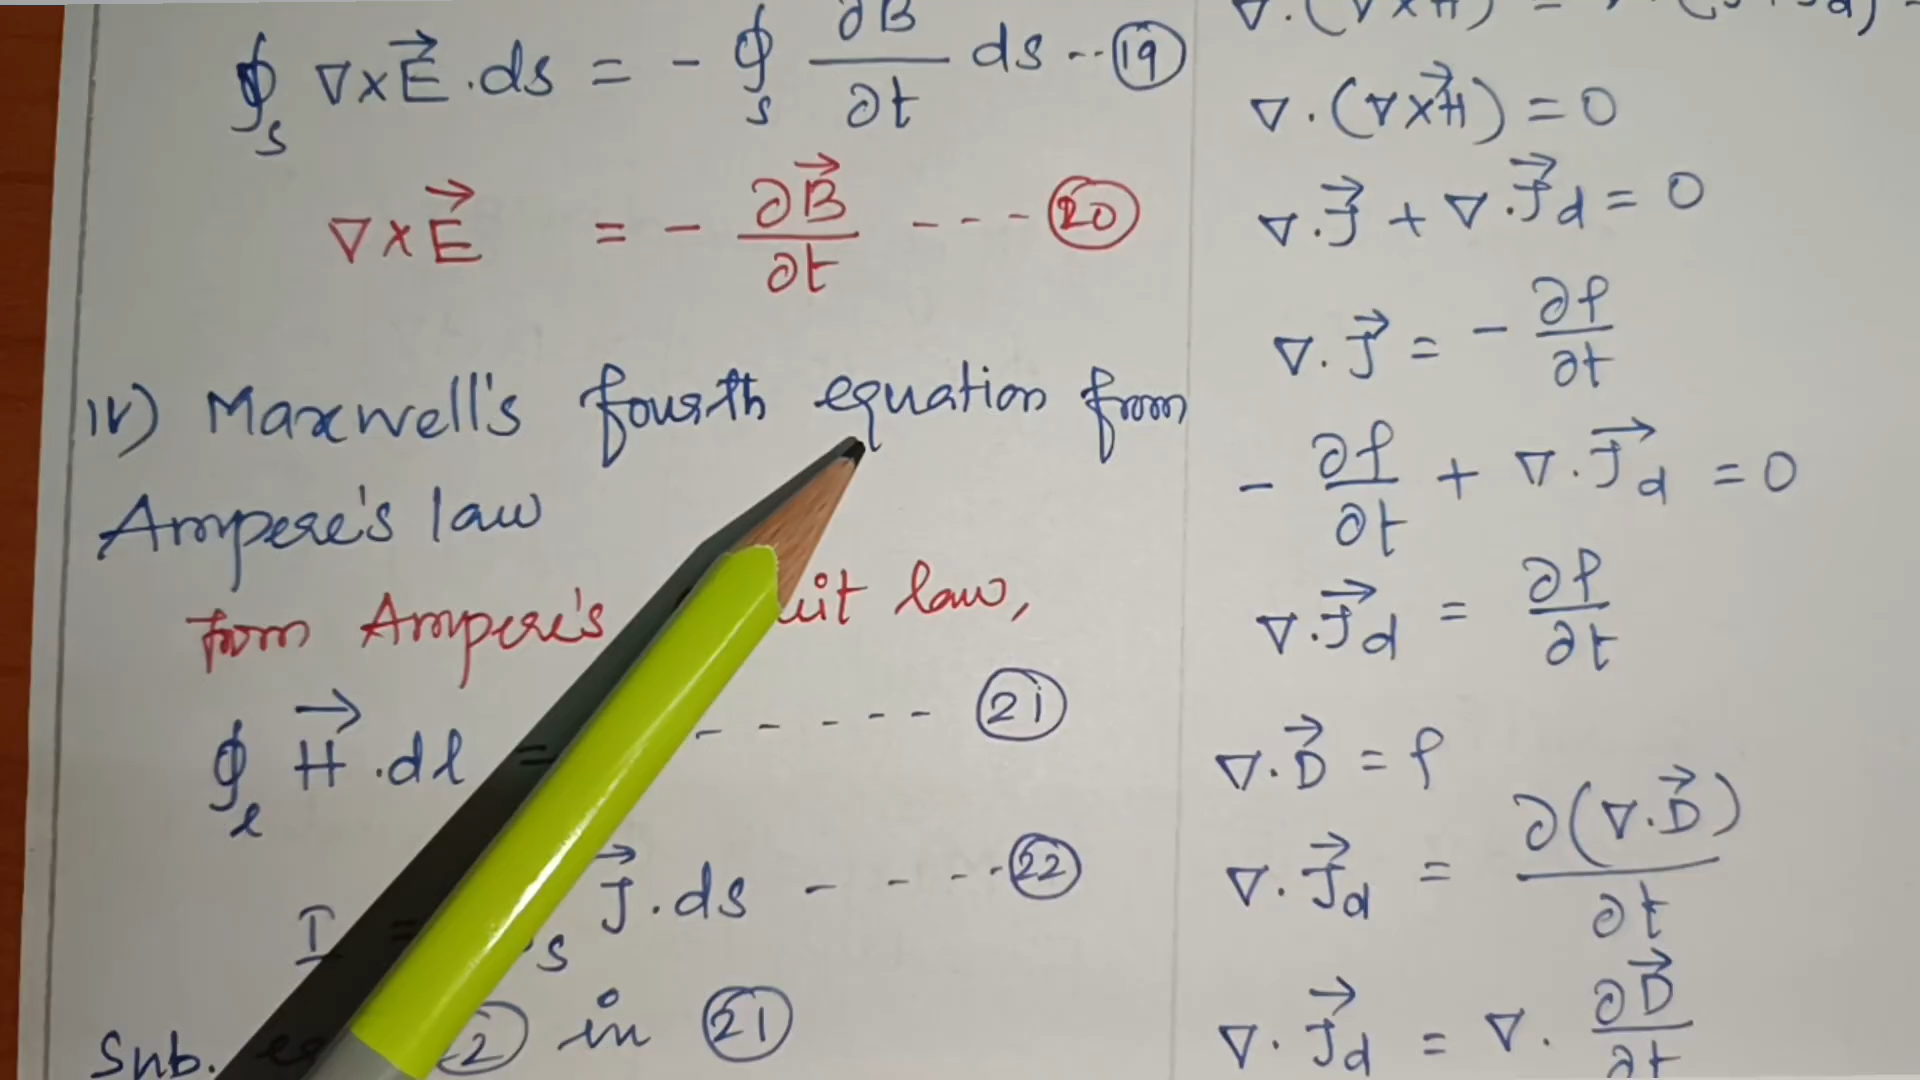 ∮s ∇×E⃗.ds = - ∮s ∂B/∂t ds --(19)
∇×E⃗ = - ∂B⃗/∂t --- (20)
iv) Maxwell's fourth equation from
Ampere's law
from Ampere's law,
∮ℓ H⃗.dl = ----- (21)
I = s J⃗.ds - - - -- (22)
Sub. in (21)
∇.(∇×H⃗) = 0
∇.J⃗ + ∇.J⃗d = 0
∇.J⃗ = - ∂ρ/∂t
- ∂ρ/∂t + ∇.J⃗d = 0
∇.J⃗d = ∂ρ/∂t
∇.D⃗ = ρ
∇.J⃗d = ∂(∇.D⃗)/∂t
∇.J⃗d = ∇. ∂D⃗/∂t